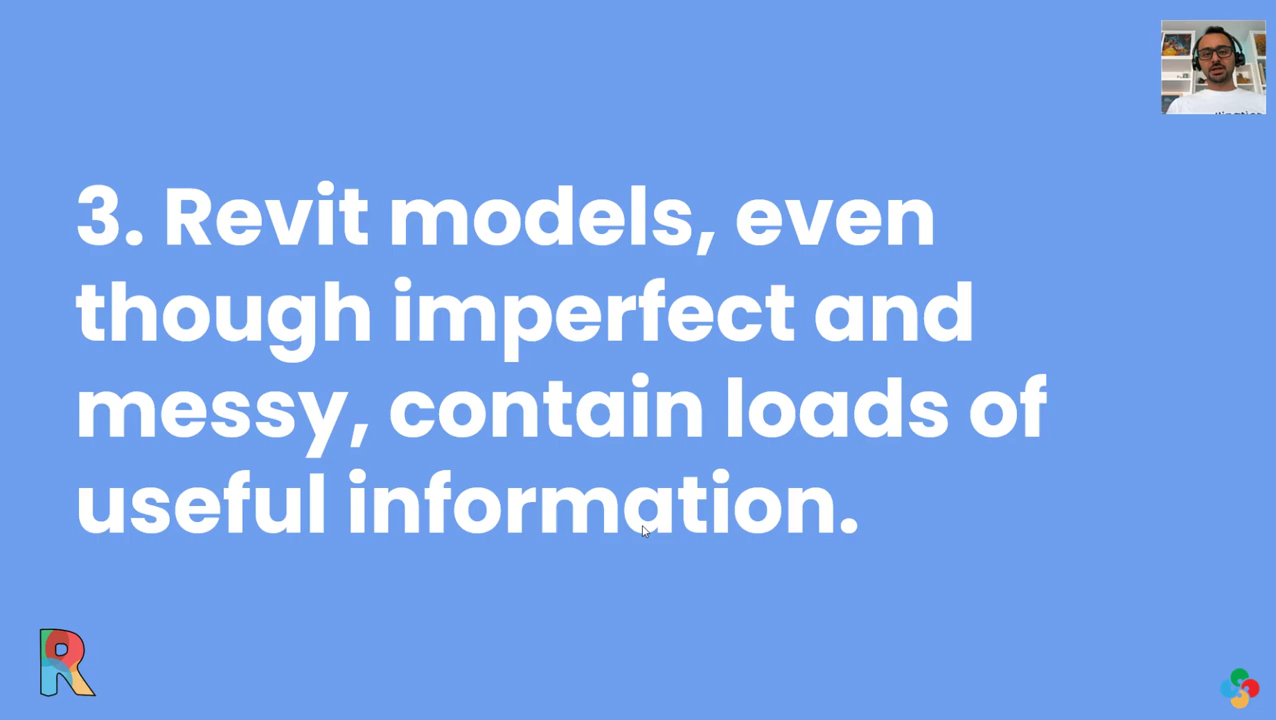 3. Revit models, even
though imperfect and
messy, contain loads of
useful information.
R